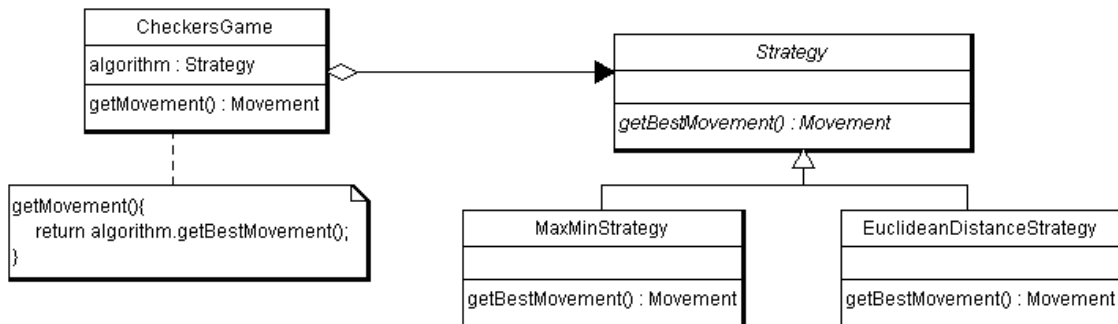 CheckersGame
algorithm : Strategy
getMovement() : Movement
getMovement(){
return algorithm.getBestMovement();
}
Strategy
getBestMovement() : Movement
MaxMinStrategy
getBestMovement() : Movement
EuclideanDistanceStrategy
getBestMovement() : Movement